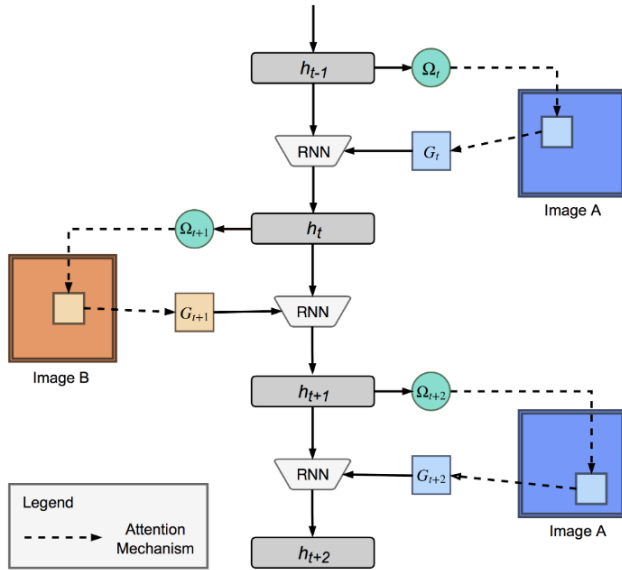 h_{t-1}
Ω_t
RNN
G_t
Image A
h_t
Ω_{t+1}
G_{t+1}
RNN
Image B
h_{t+1}
Ω_{t+2}
RNN
G_{t+2}
Image A
h_{t+2}
Legend
Attention
Mechanism